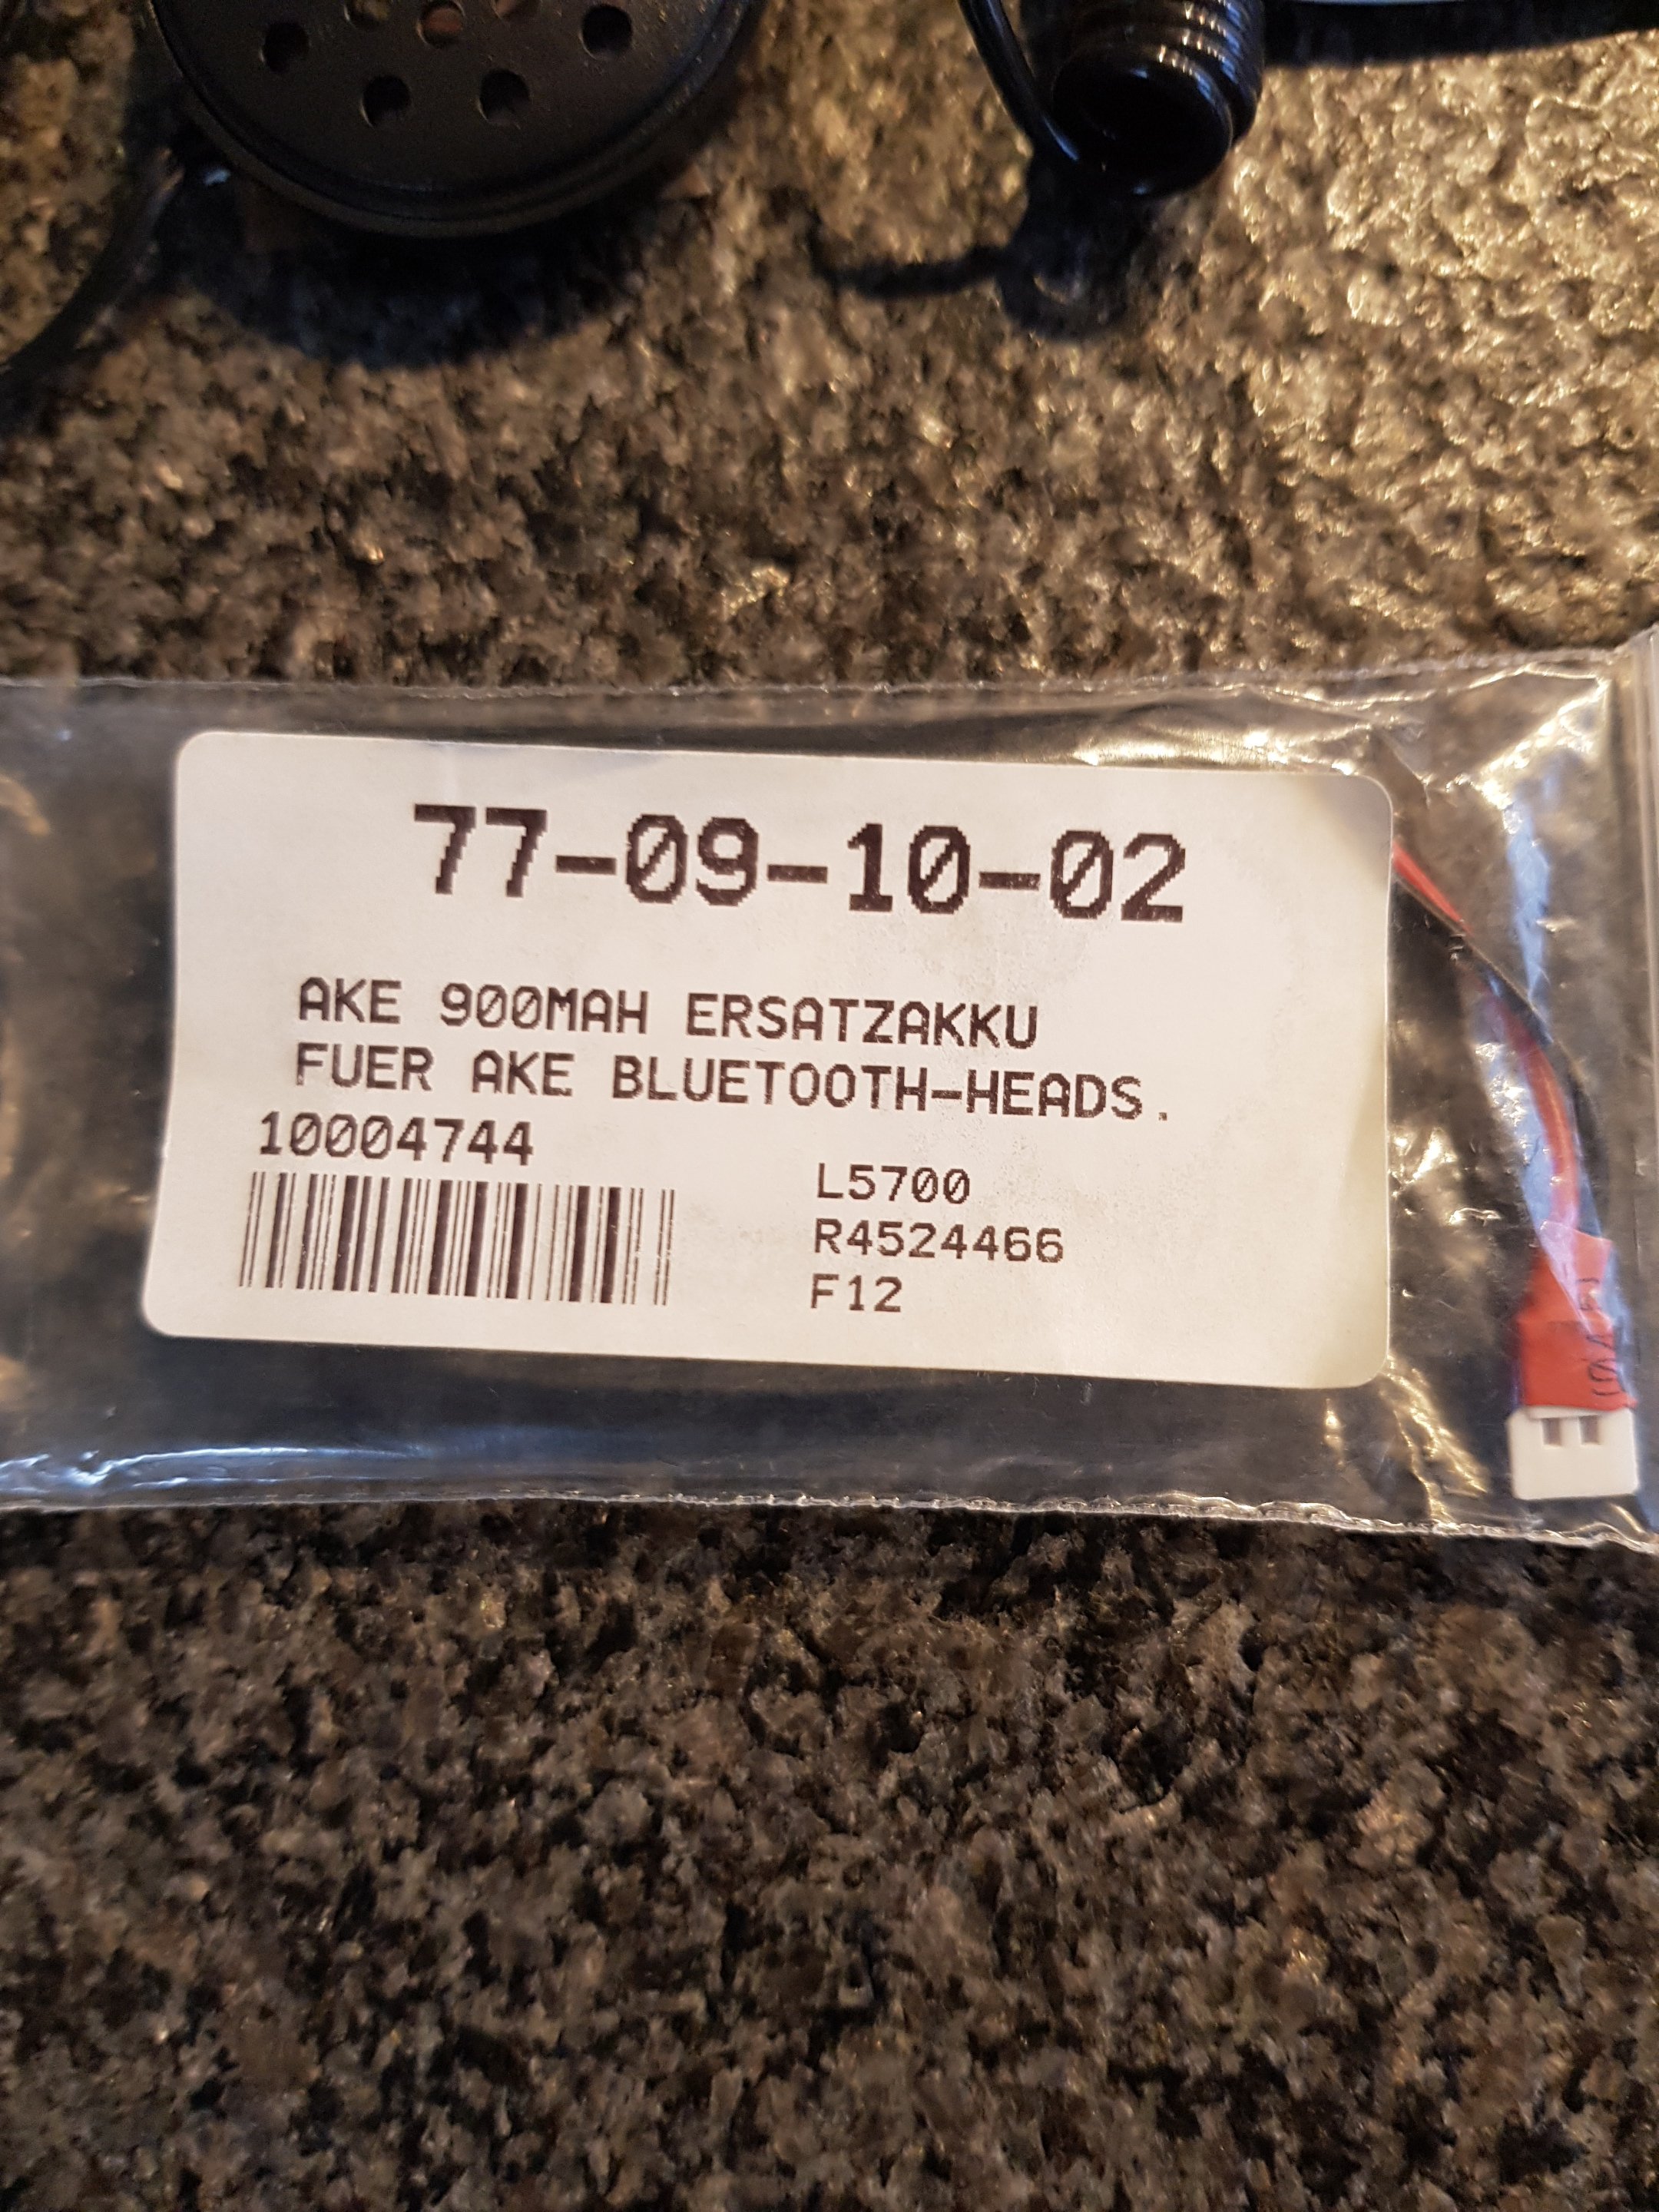 77-09-10-02
AKE 900MAH ERSATZAKKU
FUER AKE BLUETOOTH-HEADS.
10004744
L5700
R4524466
F12